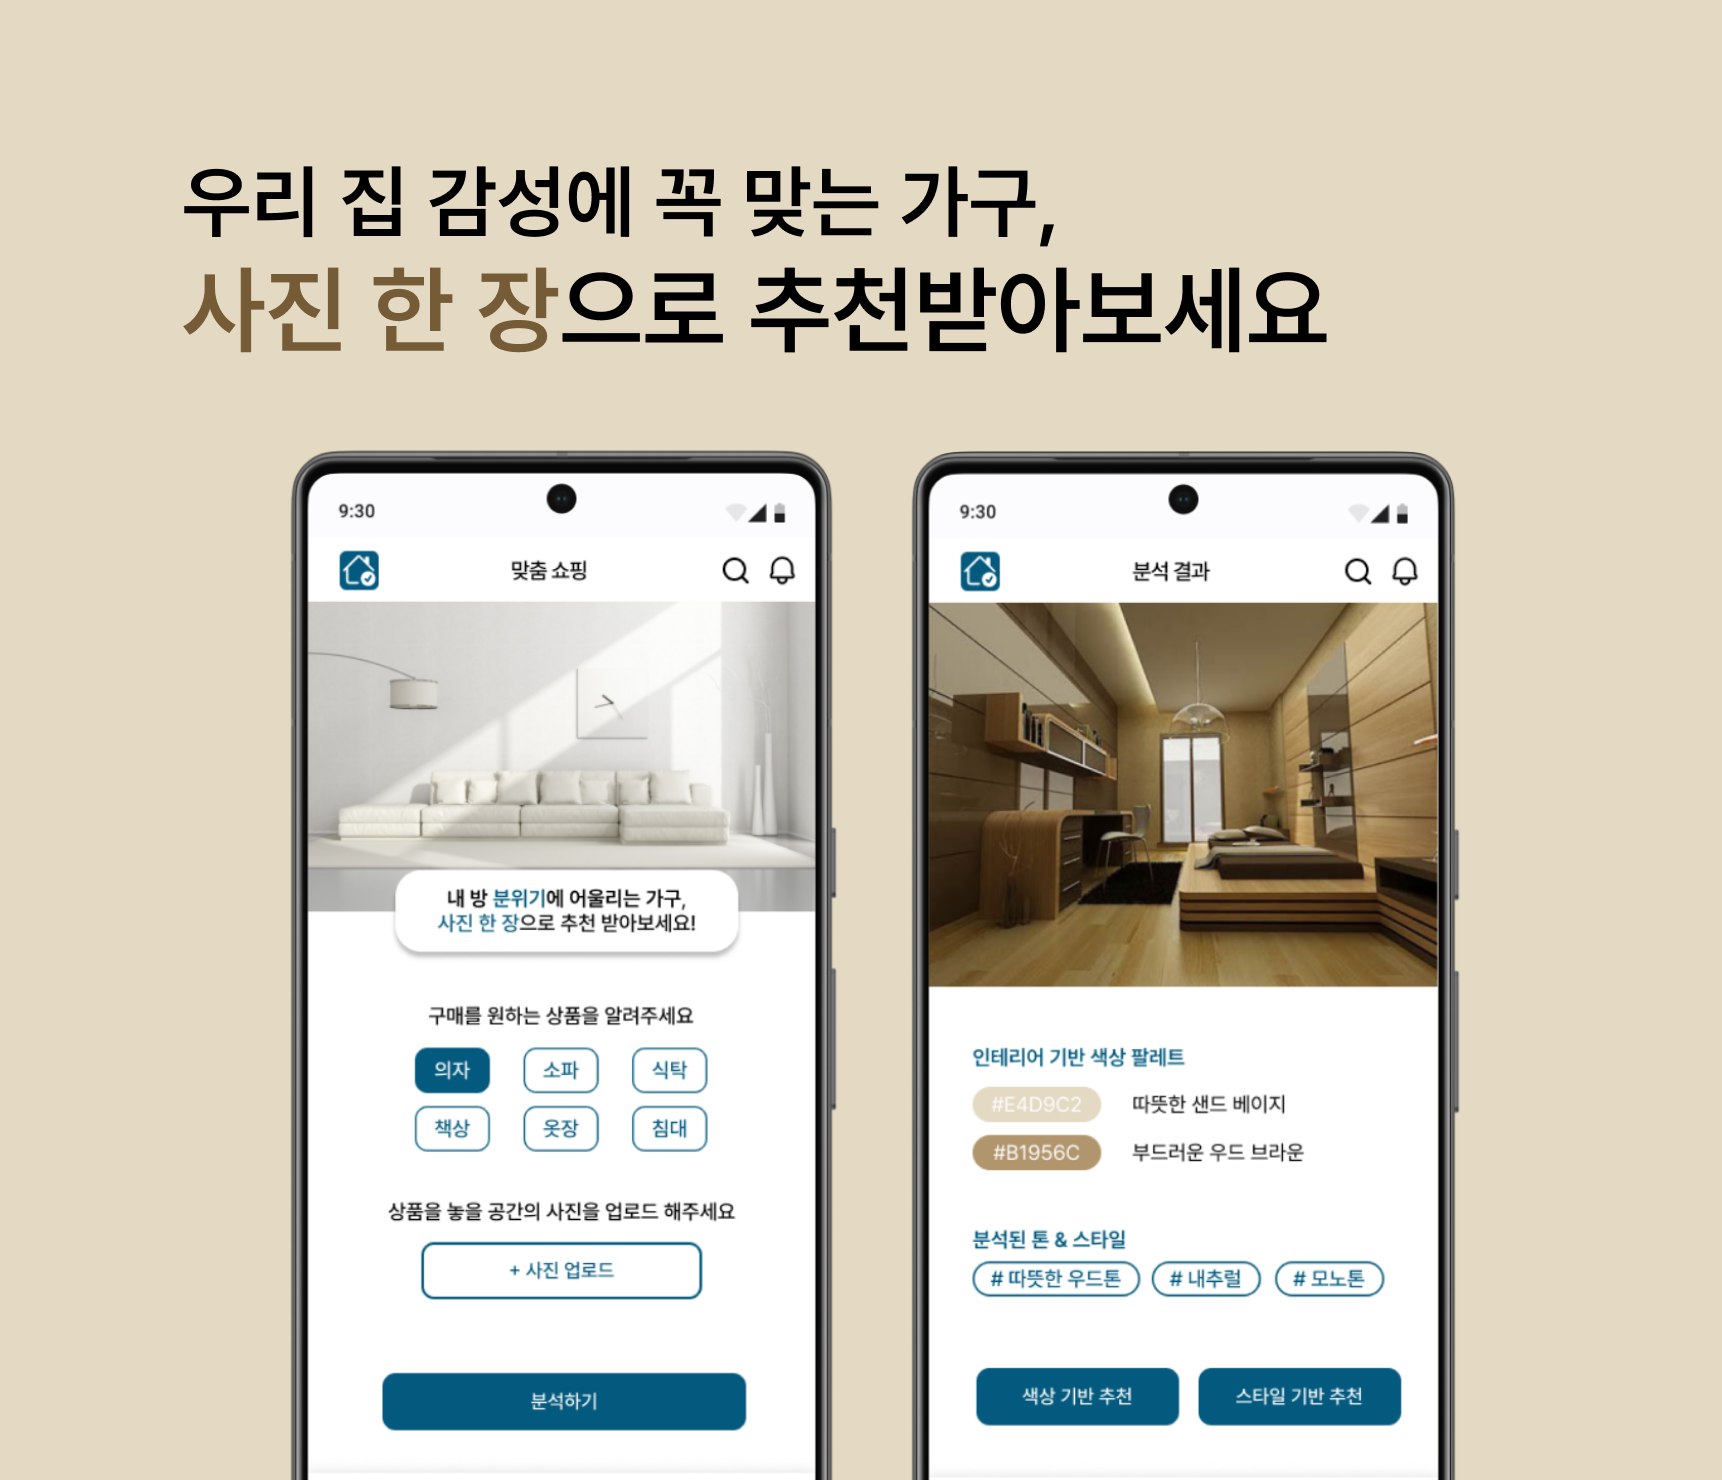 우리 집 감성에 꼭 맞는 가구,
사진 한 장으로 추천받아보세요
9:30
맞춤 쇼핑
내 방 분위기에 어울리는 가구,
사진 한 장으로 추천 받아보세요!
구매를 원하는 상품을 알려주세요
의자 소파 식탁
책상 옷장 침대
상품을 놓을 공간의 사진을 업로드 해주세요
+ 사진 업로드
분석하기
9:30
분석 결과
인테리어 기반 색상 팔레트
#E4D9C2 따뜻한 샌드 베이지
#B1956C 부드러운 우드 브라운
분석된 톤 & 스타일
# 따뜻한 우드톤 # 내추럴 # 모노톤
색상 기반 추천 스타일 기반 추천